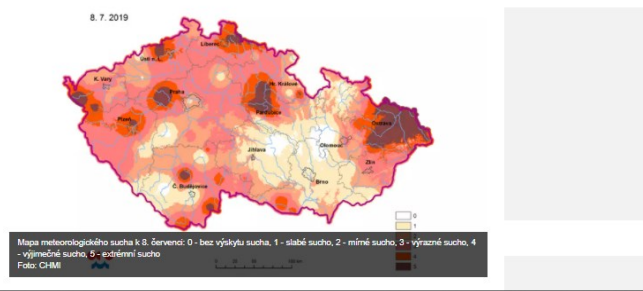 8. 7. 2019
Liberec
Ústí n. L.
K. Vary
Praha
Hr. Králové
Pardubice
Plzeň
Ostrava
Jihlava
Olomouc
Zlín
Č. Budějovice
Brno
0
1
Mapa meteorologického sucha k 8. červenci: 0 - bez výskytu sucha, 1 - slabé sucho, 2 - mírné sucho, 3 - výrazné sucho, 4
- výjimečné sucho, 5 - extrémní sucho
Foto: CHMI